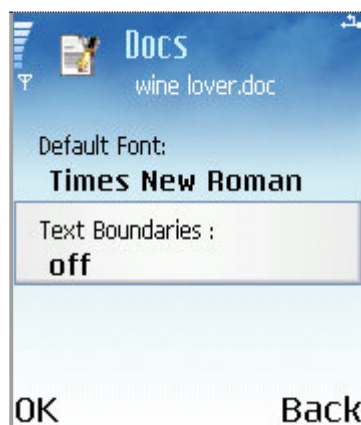 Docs
wine lover.doc
Default Font:
Times New Roman
Text Boundaries :
off
OK Back